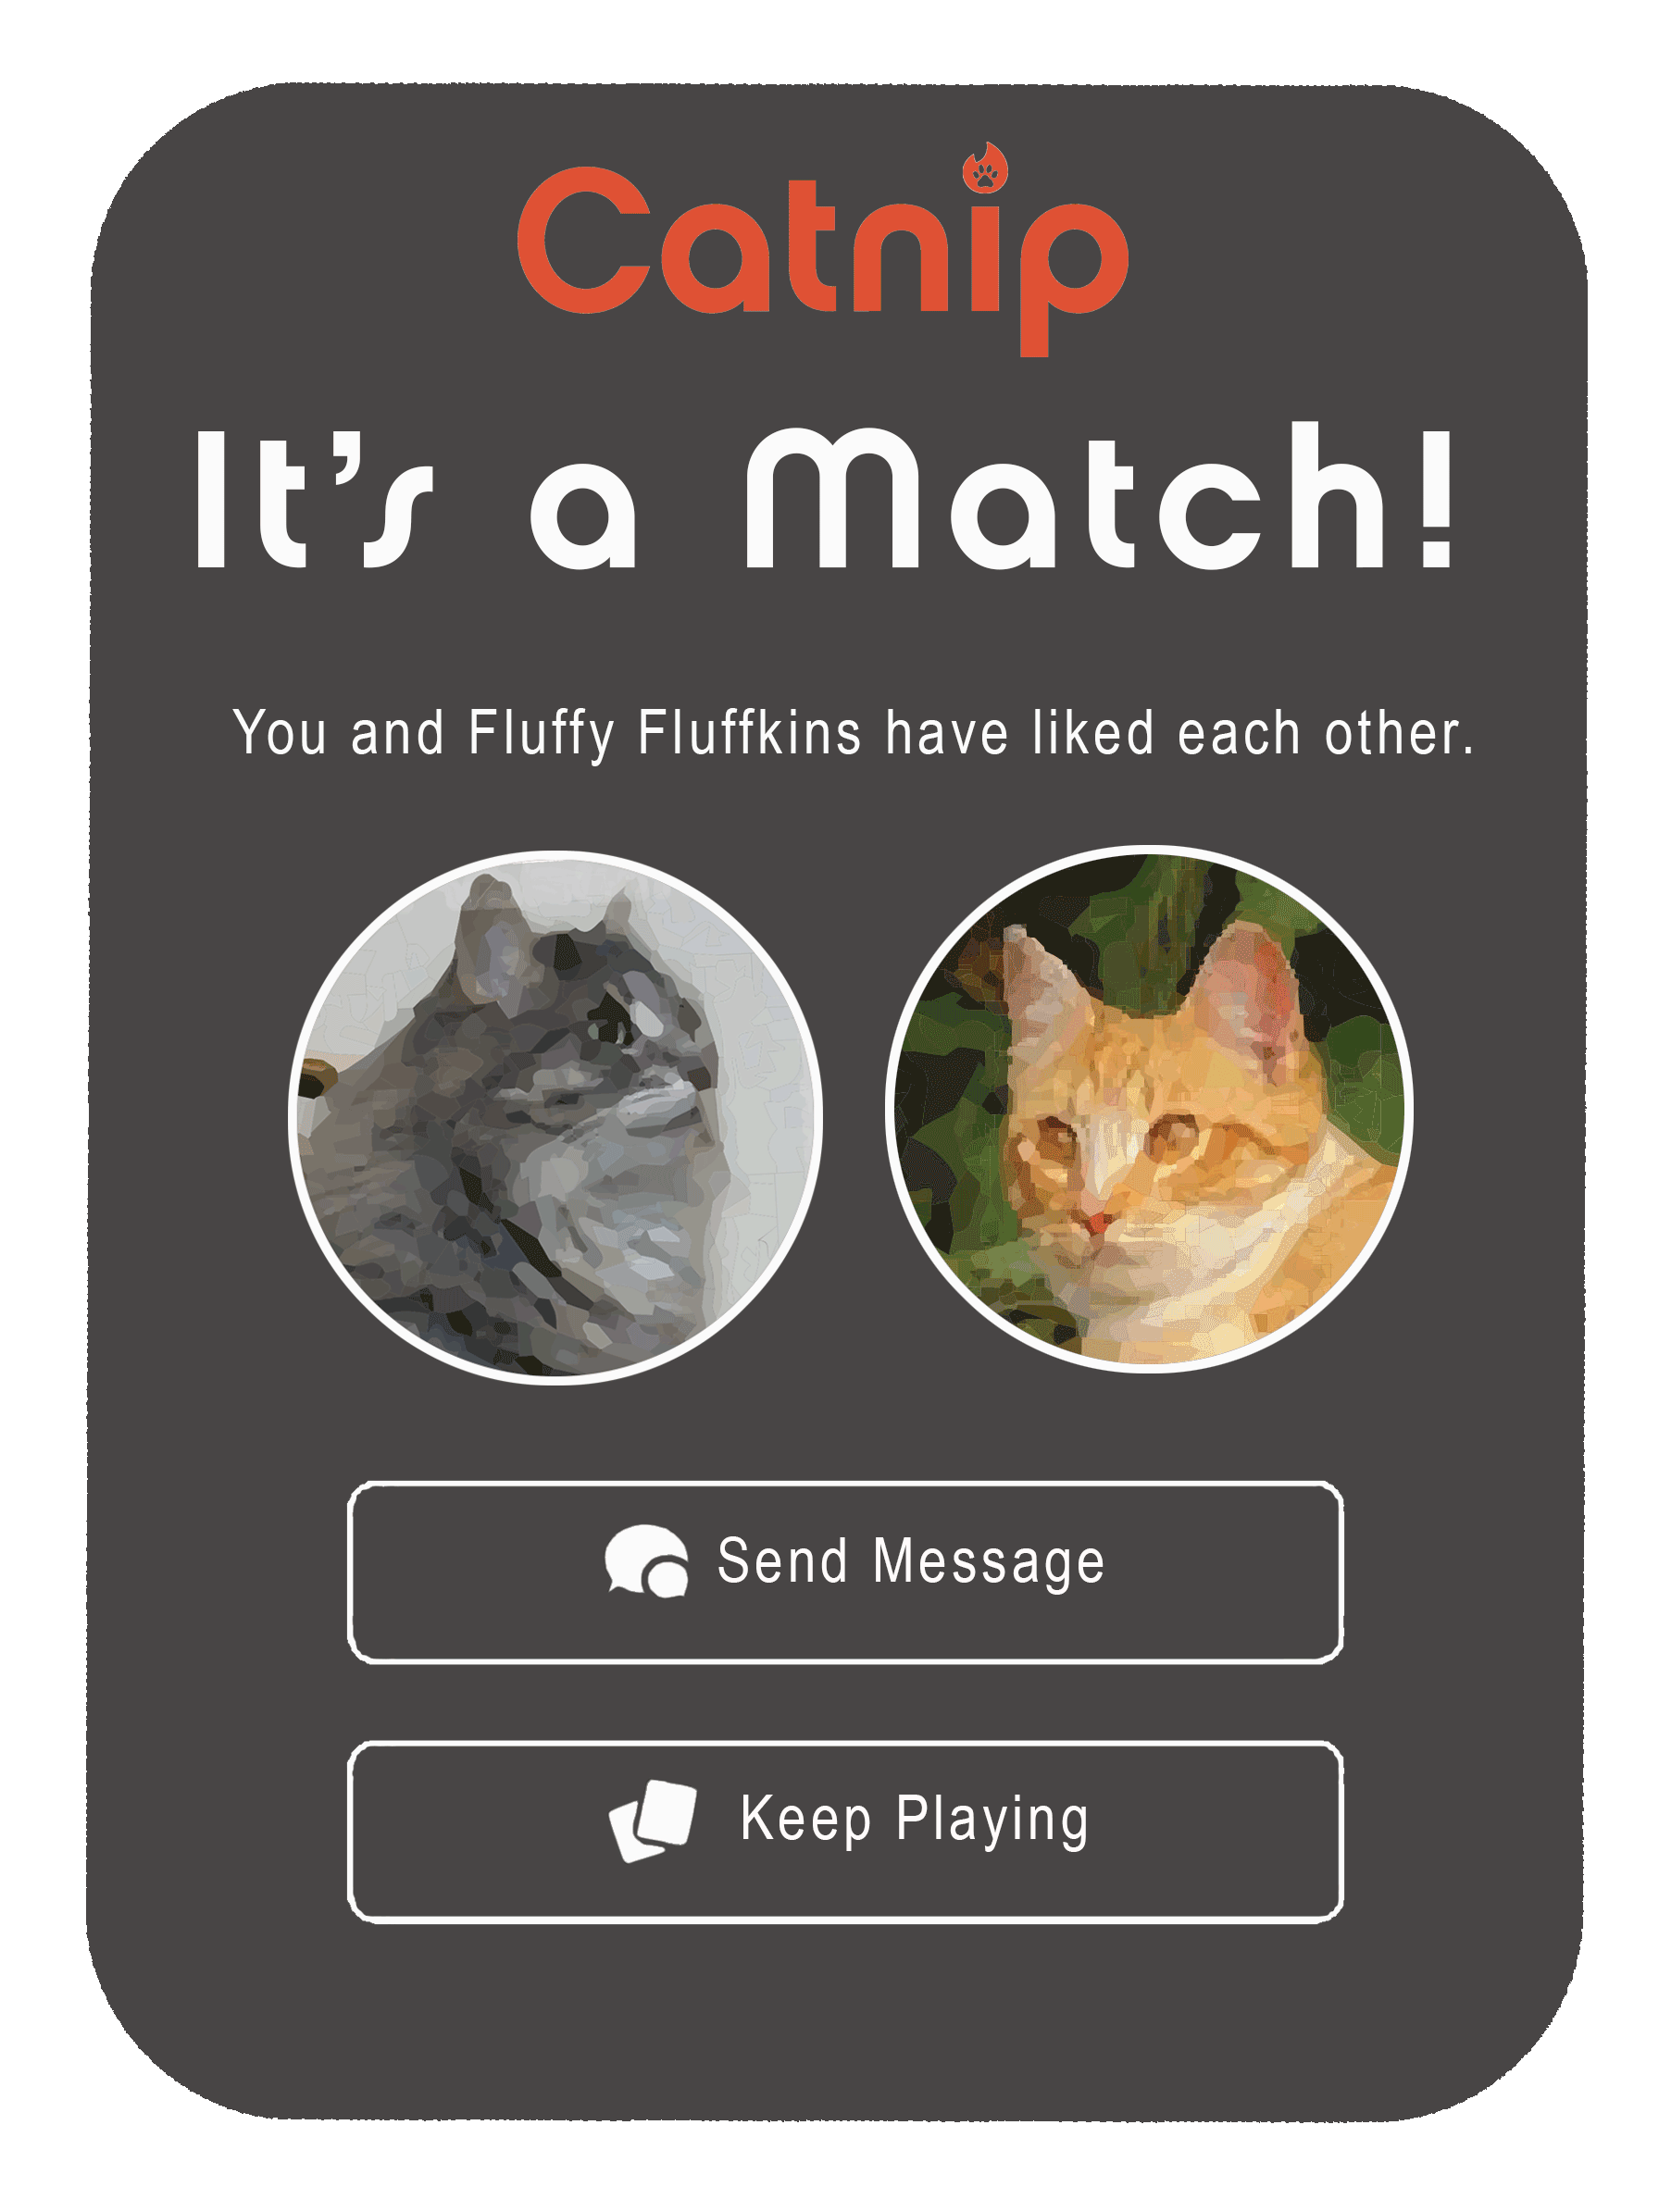 Catnip
It’s a Match!
You and Fluffy Fluffkins have liked each other.
Send Message
Keep Playing